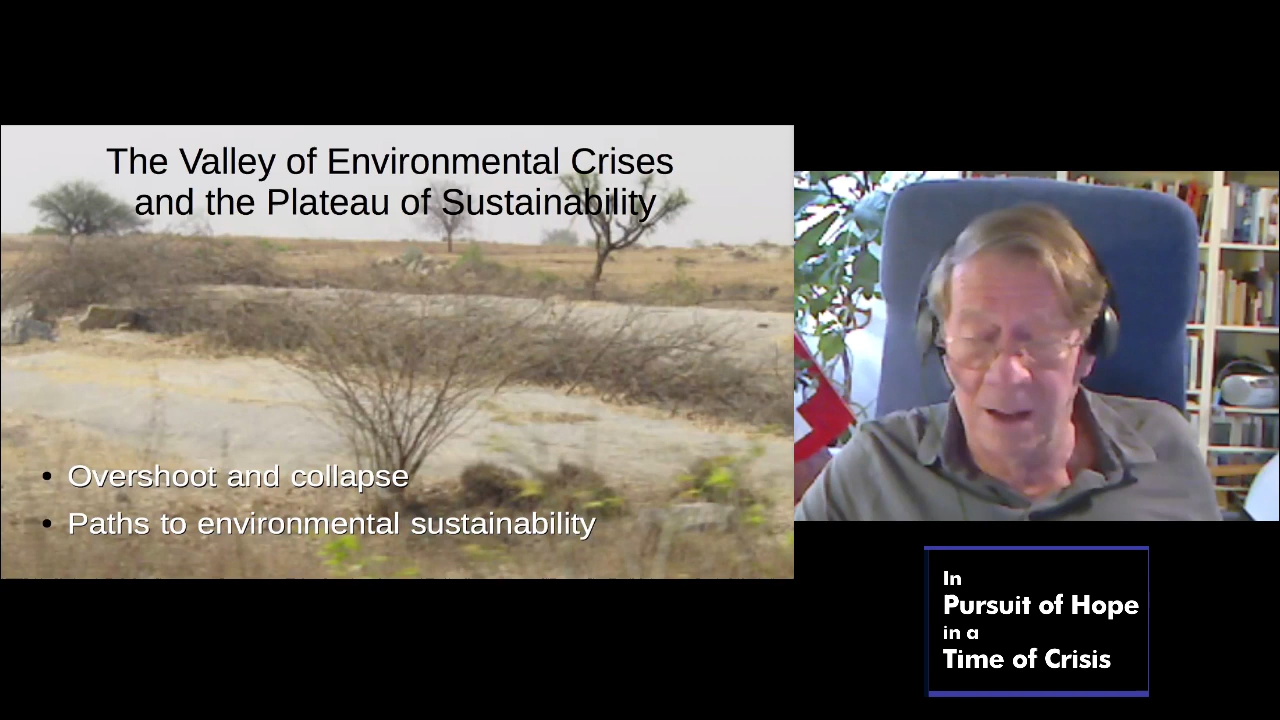 The Valley of Environmental Crises
and the Plateau of Sustainability
• Overshoot and collapse
• Paths to environmental sustainability
In
Pursuit of Hope
in a
Time of Crisis